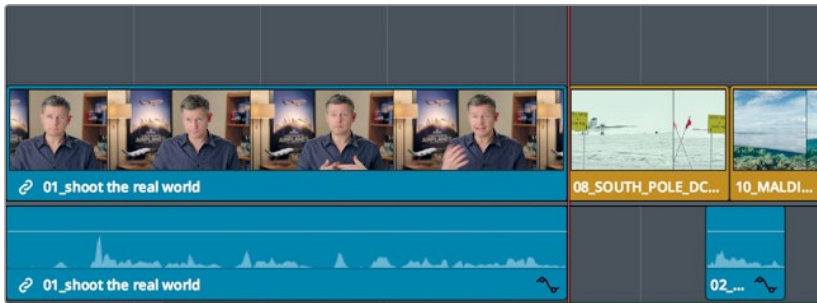 01_shoot the real world
08_SOUTH_POLE_DC...
10_MALDI...
01_shoot the real world
02_...